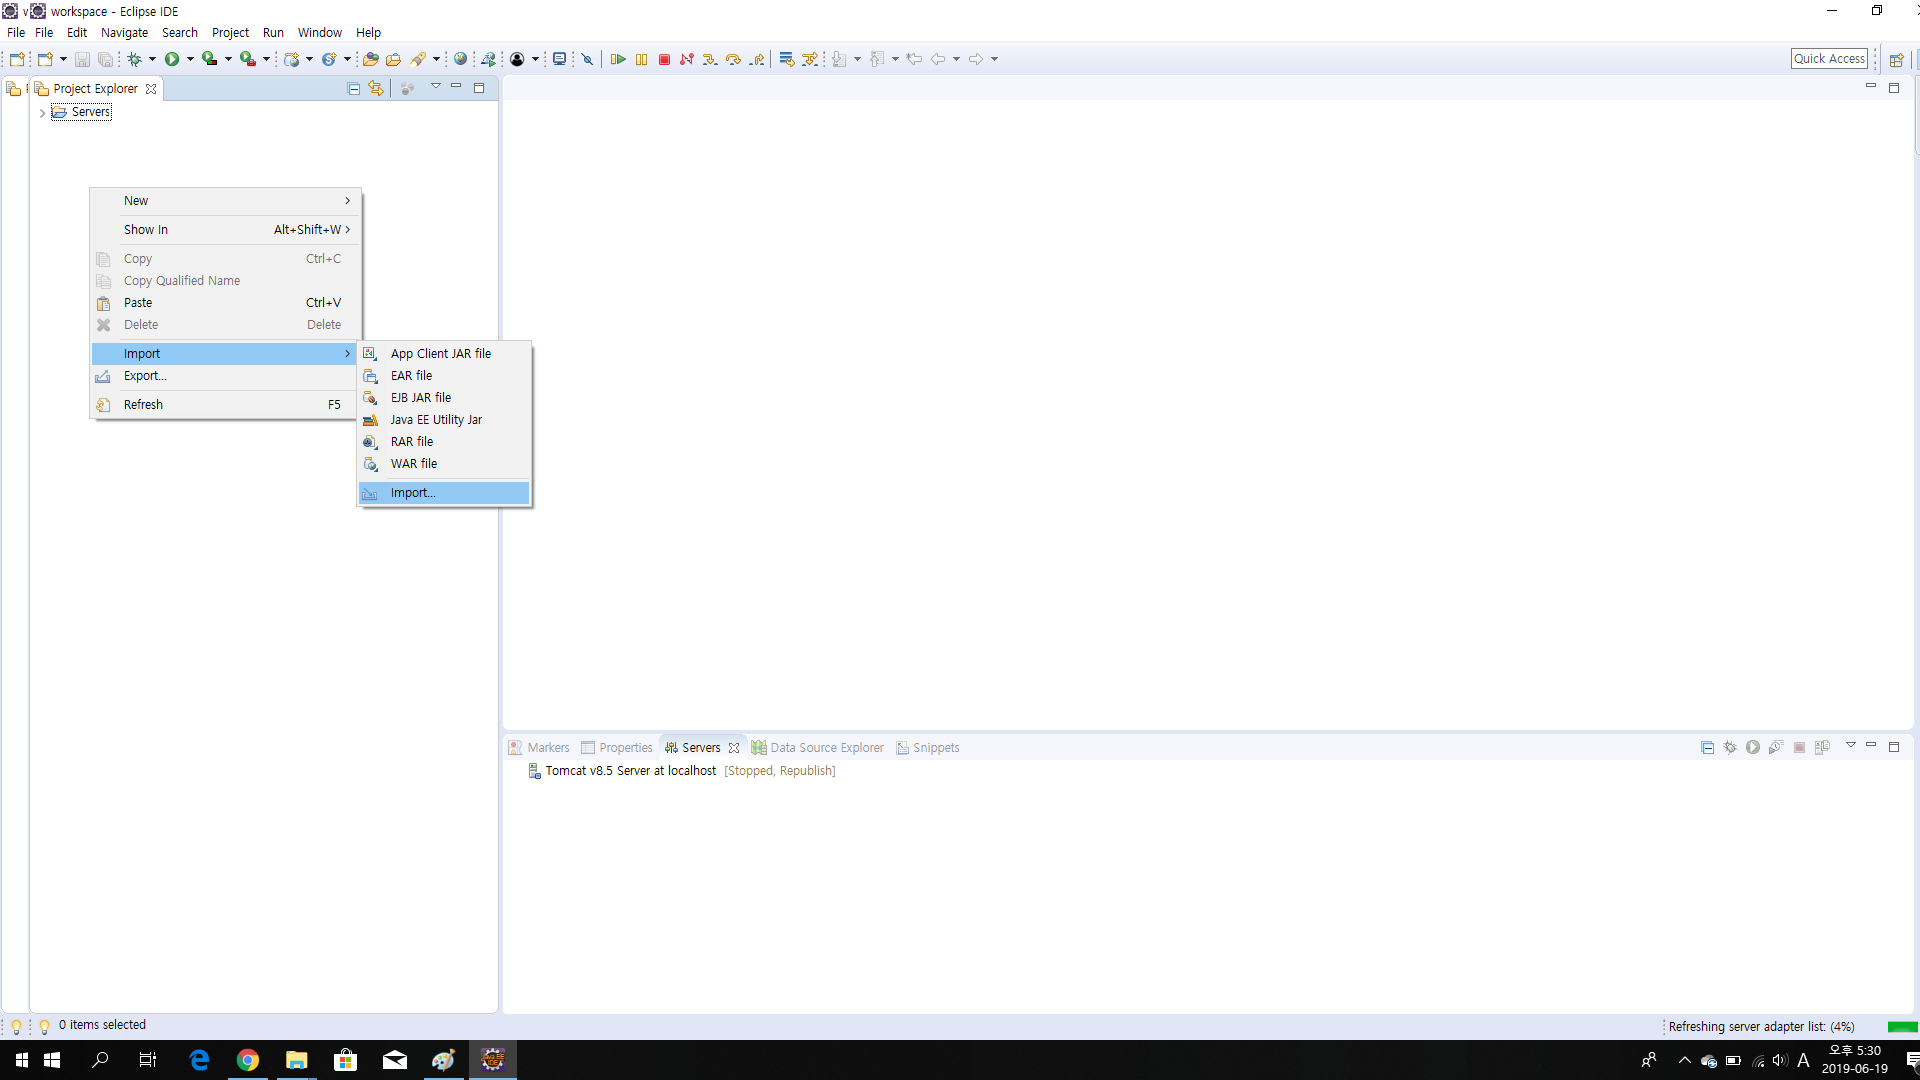 workspace - Eclipse IDE
File File Edit Navigate Search Project Run Window Help
Quick Access
Project Explorer
Servers
New
Show In Alt+Shift+W
Copy Ctrl+C
Copy Qualified Name
Paste Ctrl+V
Delete Delete
Import
Export...
Refresh F5
App Client JAR file
EAR file
EJB JAR file
Java EE Utility Jar
RAR file
WAR file
Import...
Markers Properties Servers Data Source Explorer Snippets
Tomcat v8.5 Server at localhost [Stopped, Republish]
0 items selected
Refreshing server adapter list: (4%)
A
오후 5:30
2019-06-19